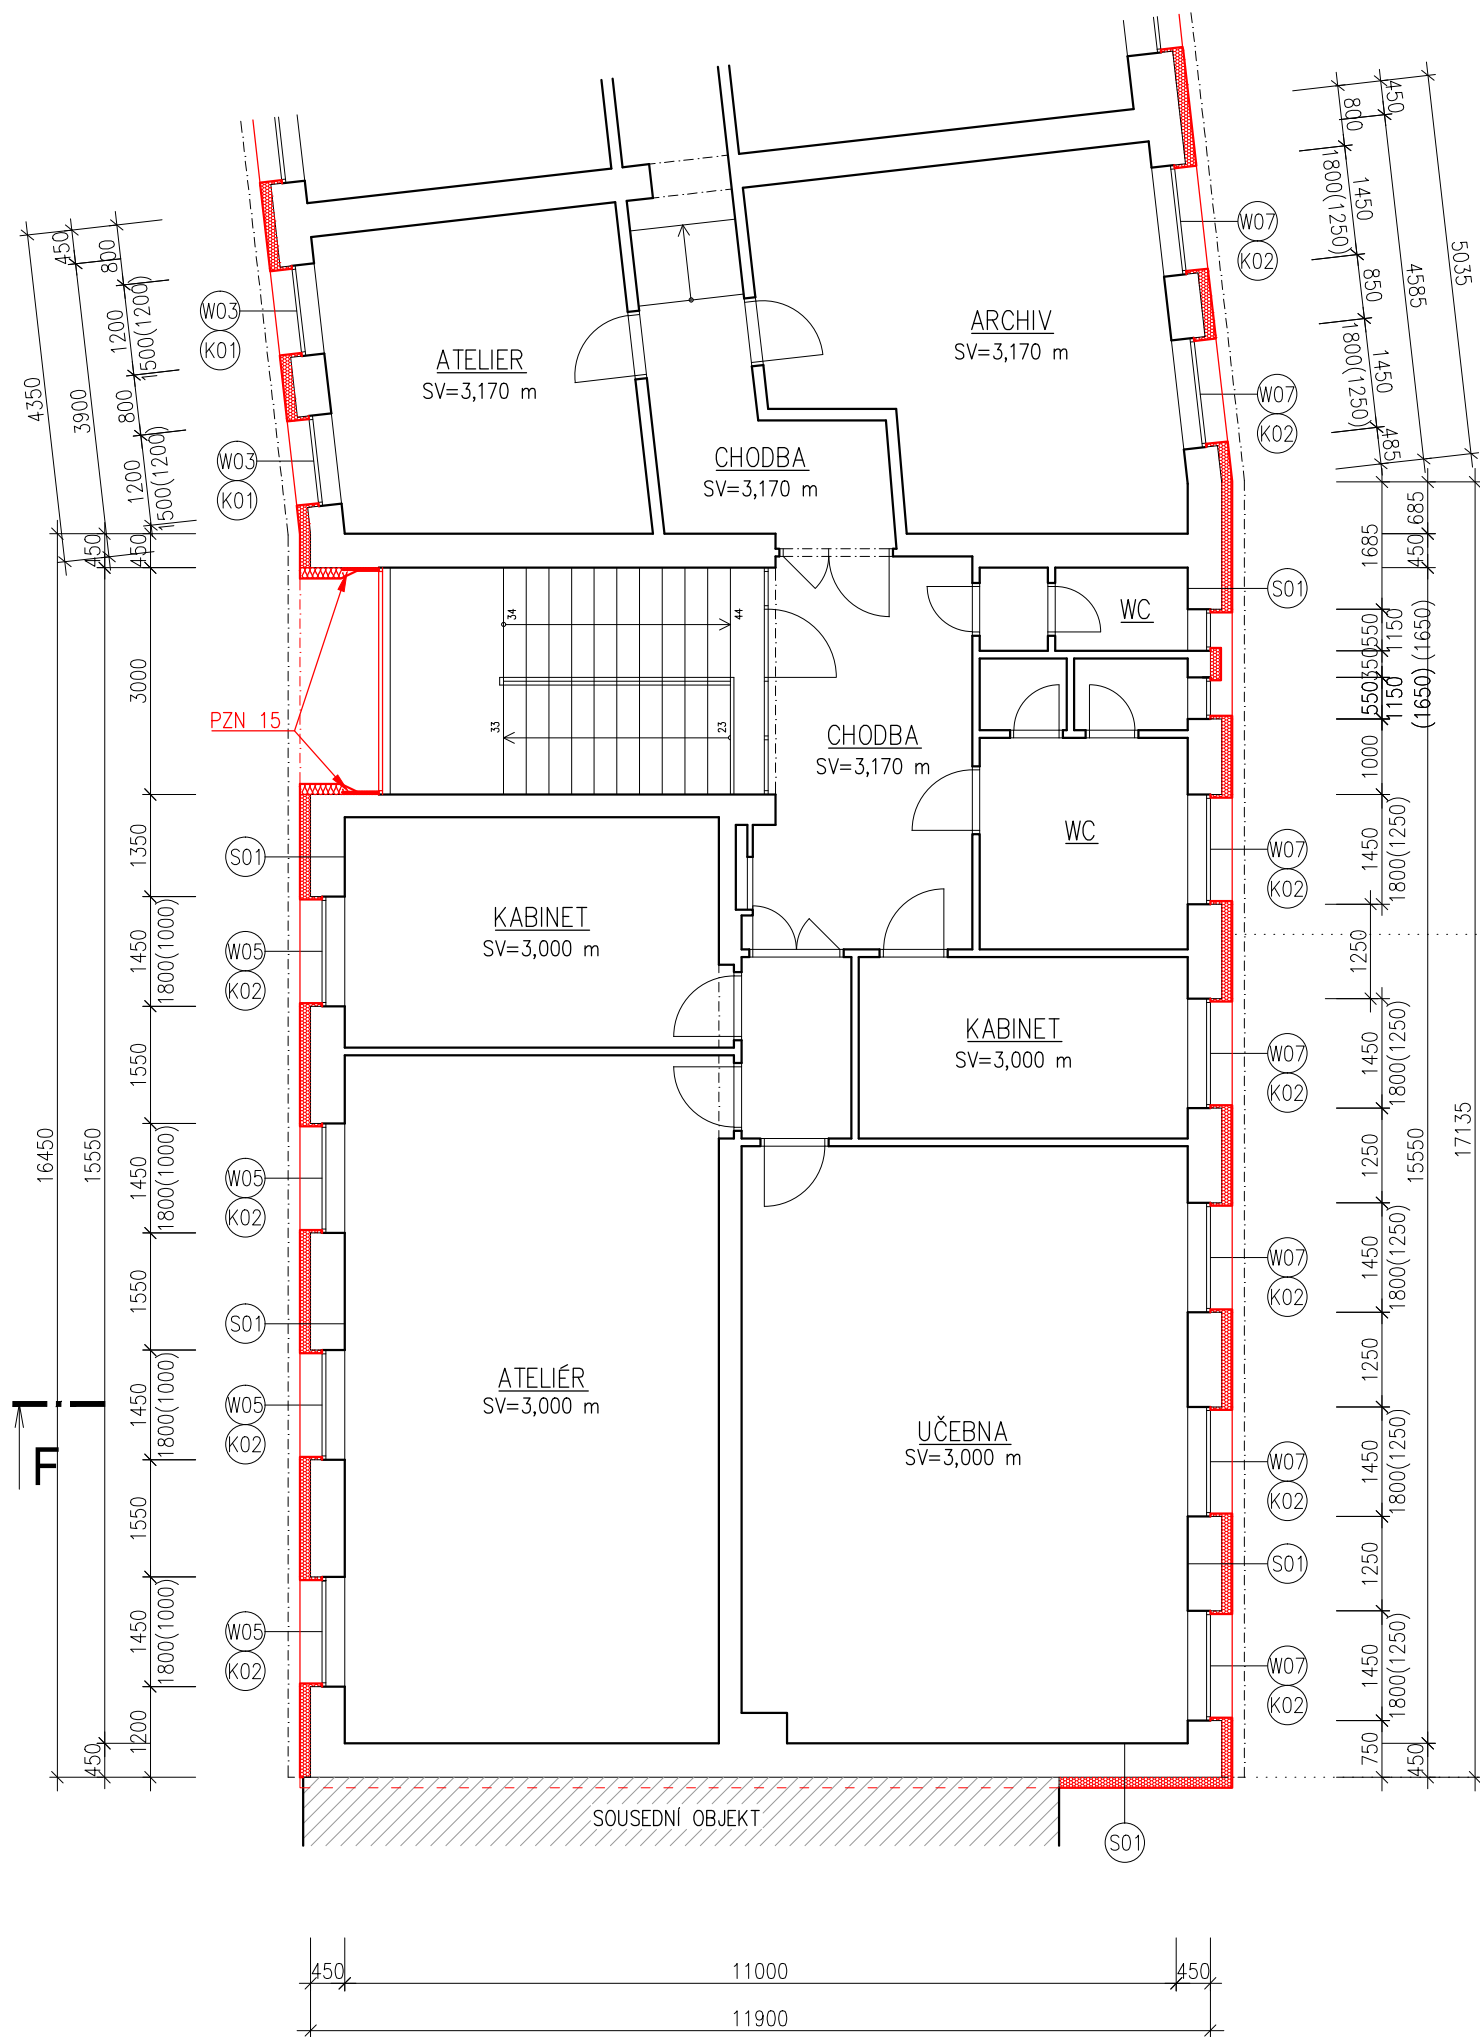 450
800
1450
1800(1250)
850
1450
1800(1250)
485
4585
5035
W07
K02
W07
K02
450
800
1200
1500(1200)
800
1200
1500(1200)
3900
4350
W03
K01
W03
K01
ATELIER
SV=3,170 m
ARCHIV
SV=3,170 m
CHODBA
SV=3,170 m
450
450
3000
1350
1450
1800(1000)
1550
1450
1800(1000)
1550
1450
1800(1000)
1550
1450
1800(1000)
1200
450
15550
16450
PZN 15
34
44
33
23
WC
S01
CHODBA
SV=3,170 m
WC
S01
KABINET
SV=3,000 m
W05
K02
W07
K02
KABINET
SV=3,000 m
W07
K02
W05
K02
W07
K02
S01
ATELIÉR
SV=3,000 m
W05
K02
UČEBNA
SV=3,000 m
W07
K02
S01
W05
K02
W07
K02
685
1685
450
550
1150
(1650)
350
550
1150
(1650)
1000
1450
1800(1250)
1250
1450
1800(1250)
1250
1450
1800(1250)
1250
1450
1800(1250)
1250
1450
1800(1250)
750
450
15550
17135
F
SOUSEDNÍ OBJEKT
S01
450
11000
450
11900